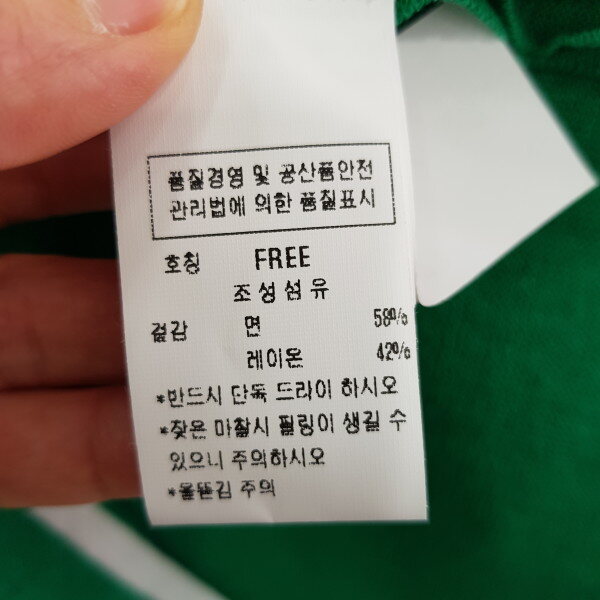 품질경영 및 공산품안전
관리법에 의한 품질표시
호칭 FREE
조성섬유
겉감 면 58%
레이온 42%
*반드시 단독 드라이 하시오
*잦은 마찰시 필링이 생길 수
있으니 주의하시오
*올뜯김 주의